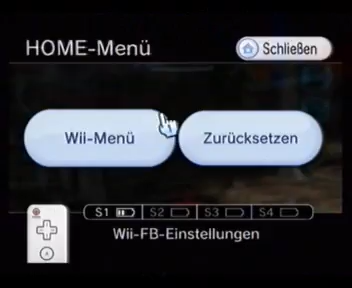 HOME-Menü
Schließen
Wii-Menü
Zurücksetzen
S1 S2 S3 S4
Wii-FB-Einstellungen